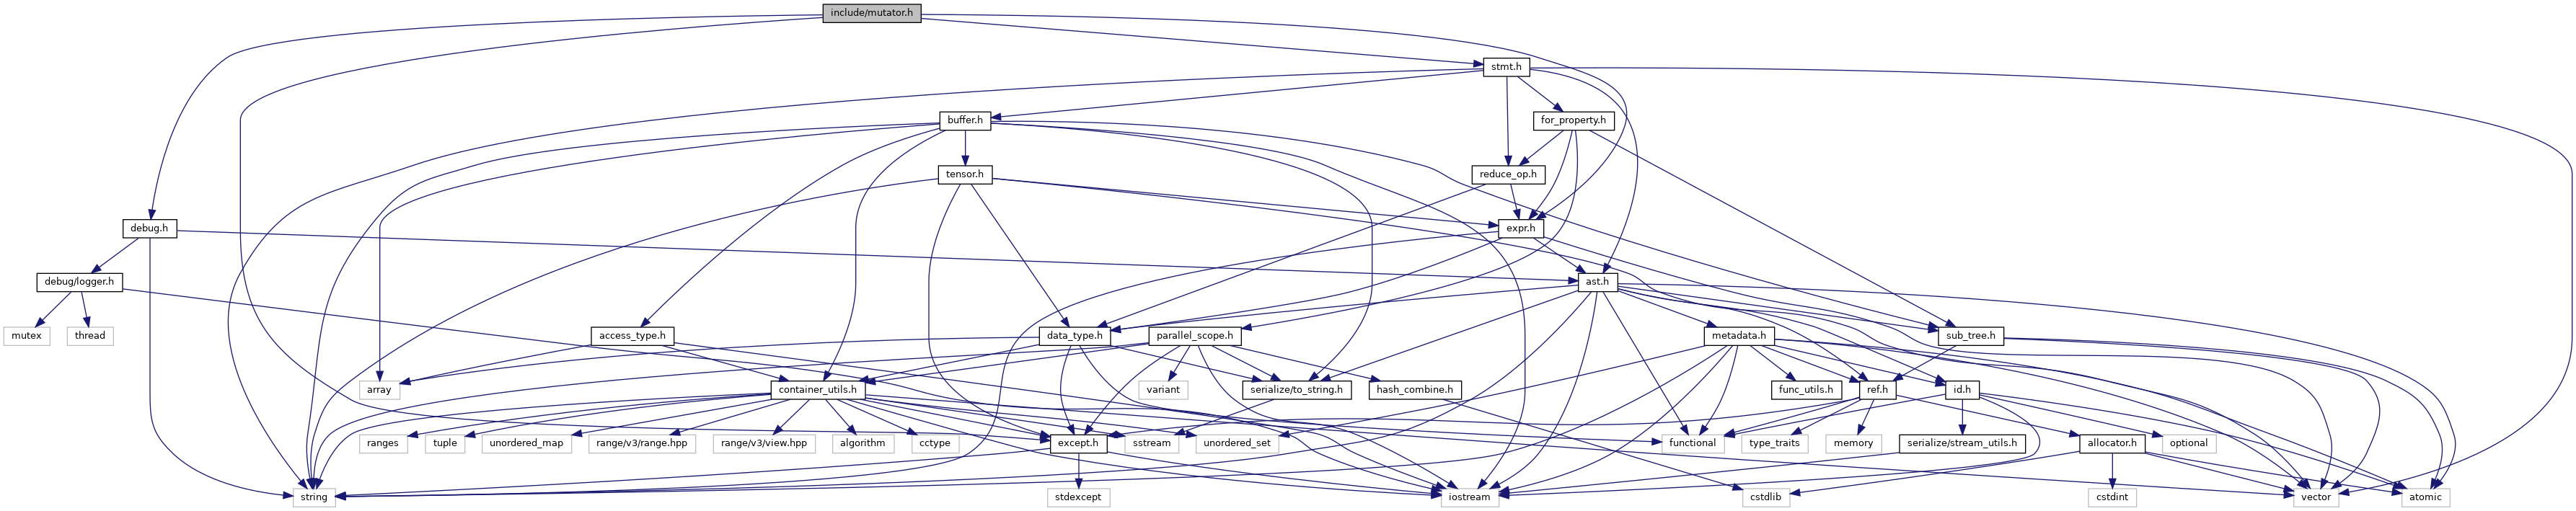 include/mutator.h
stmt.h
buffer.h
for_property.h
tensor.h
reduce_op.h
debug.h
expr.h
debug/logger.h
ast.h
mutex
thread
access_type.h
data_type.h
parallel_scope.h
metadata.h
sub_tree.h
array
container_utils.h
variant
serialize/to_string.h
hash_combine.h
func_utils.h
ref.h
id.h
ranges
tuple
unordered_map
range/v3/range.hpp
range/v3/view.hpp
algorithm
cctype
except.h
sstream
unordered_set
functional
type_traits
memory
serialize/stream_utils.h
allocator.h
optional
string
stdexcept
iostream
cstdlib
cstdint
vector
atomic